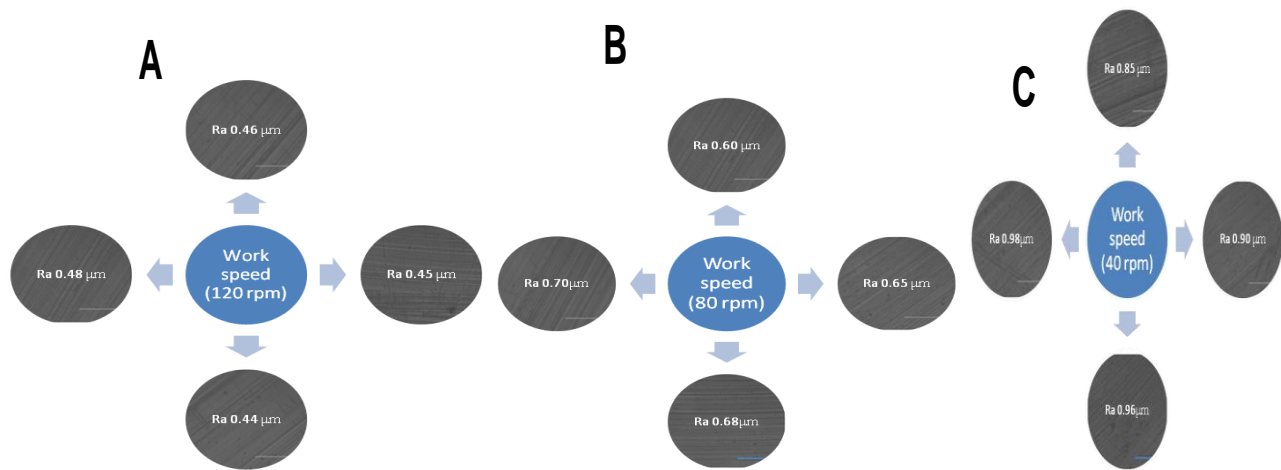 A
Ra 0.46 μm
Ra 0.48 μm
Work
speed
(120 rpm)
Ra 0.45 μm
Ra 0.44 μm
B
Ra 0.60 μm
Ra 0.70μm
Work
speed
(80 rpm)
Ra 0.65 μm
Ra 0.68μm
C
Ra 0.85 μm
Ra 0.98μm
Work
speed
(40 rpm)
Ra 0.90 μm
Ra 0.96μm